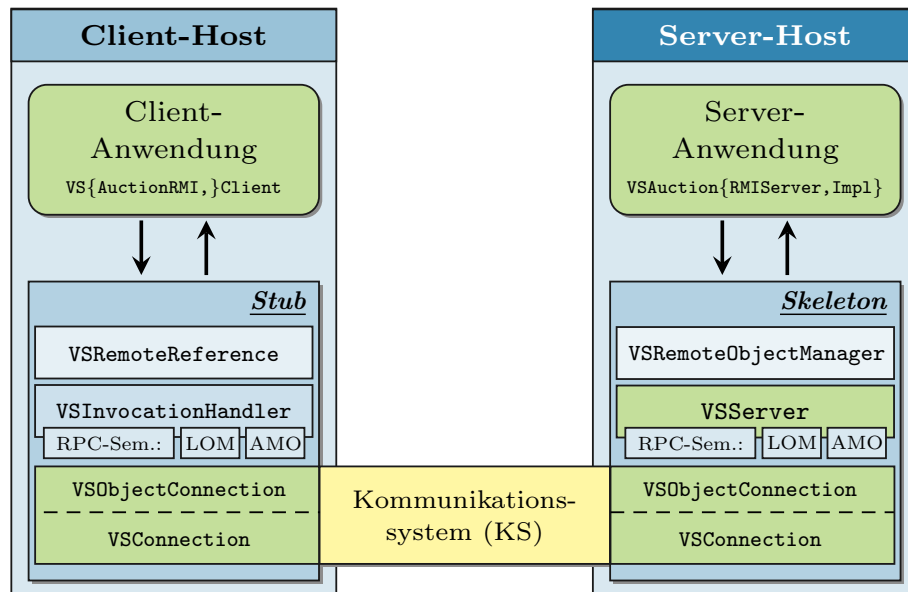 Client-Host
Client-
Anwendung
VS{AuctionRMI,}Client
Stub
VSRemoteReference
VSInvocationHandler
RPC-Sem.: LOM AMO
VSObjectConnection
VSConnection
Kommunikations-
system (KS)
Server-Host
Server-
Anwendung
VSAuction{RMIServer,Impl}
Skeleton
VSRemoteObjectManager
VSServer
RPC-Sem.: LOM AMO
VSObjectConnection
VSConnection